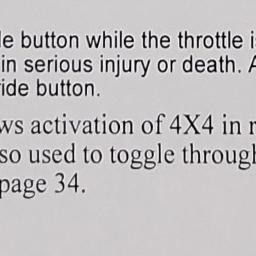 le button while the throttle i
in serious injury or death. A
ride button.
ws activation of 4X4 in r
so used to toggle through
page 34.